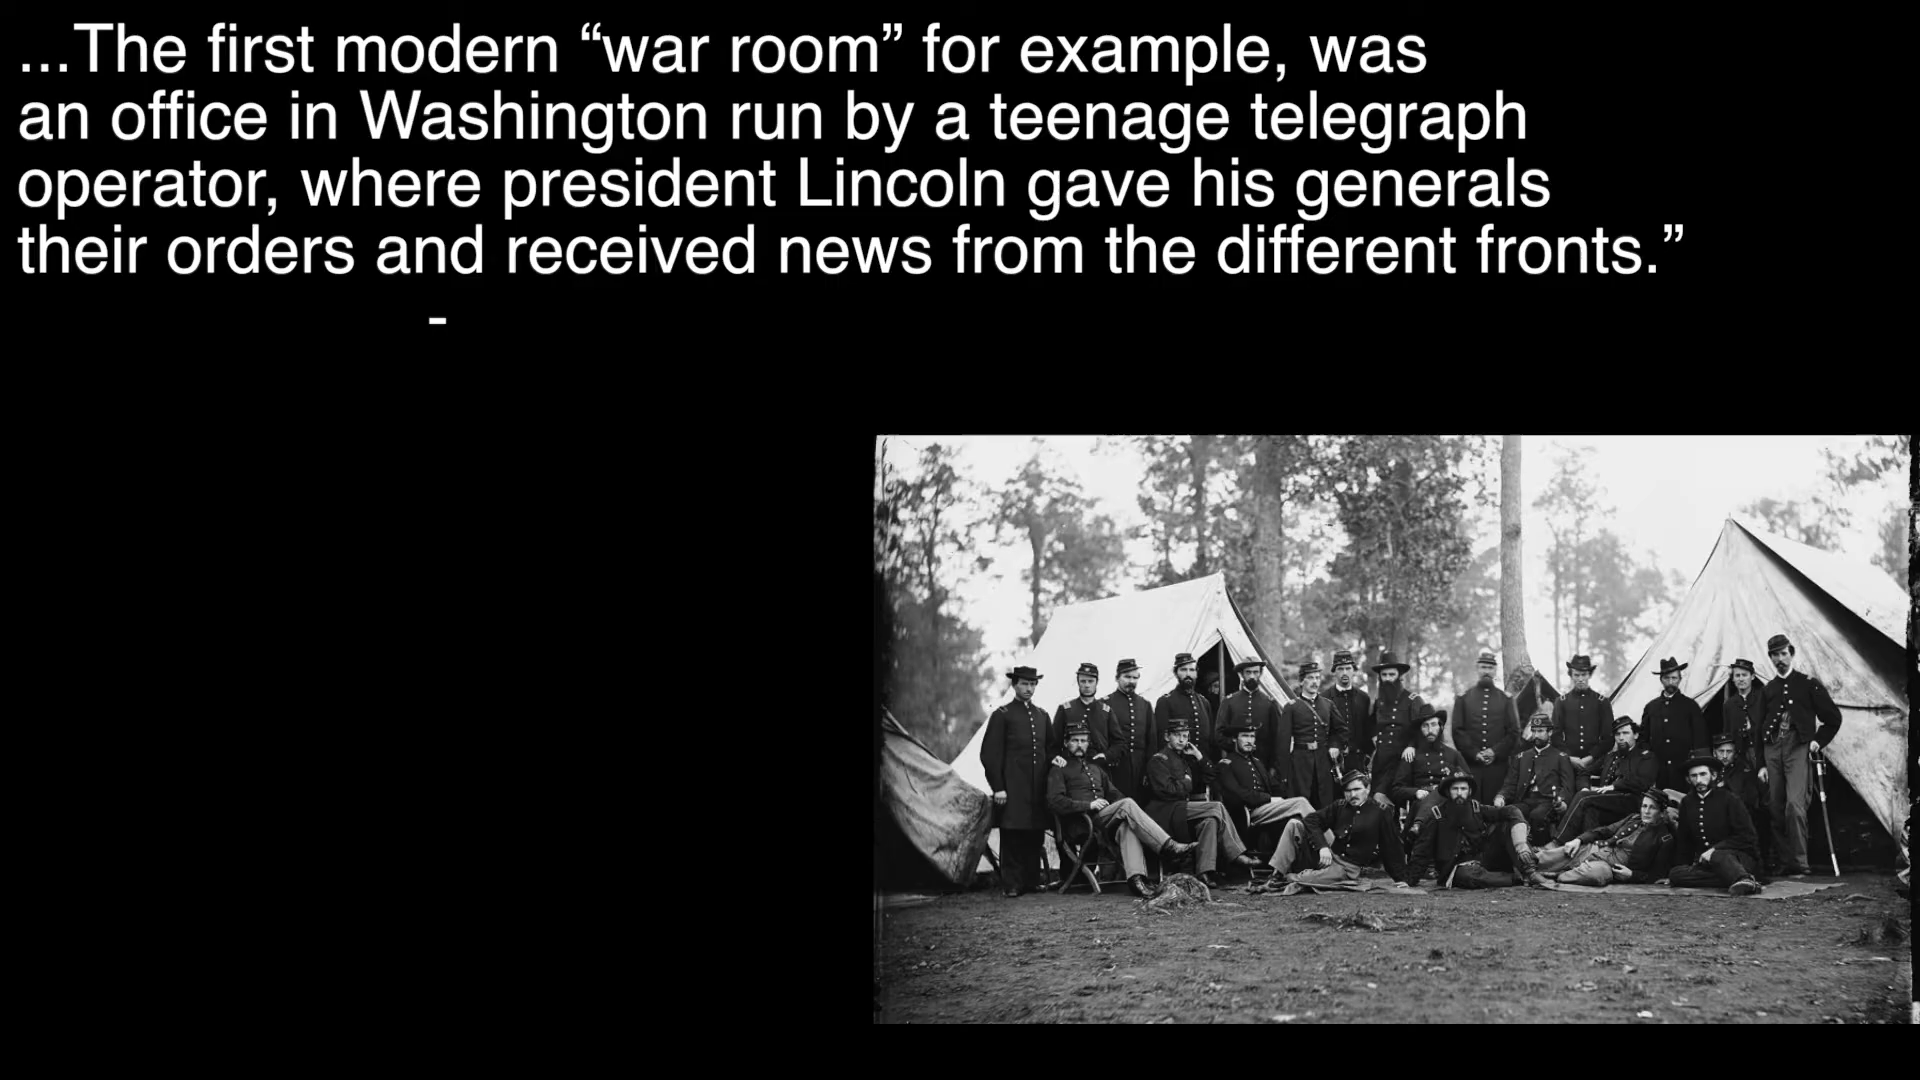 ...The first modern “war room” for example, was
an office in Washington run by a teenage telegraph
operator, where president Lincoln gave his generals
their orders and received news from the different fronts.”
-